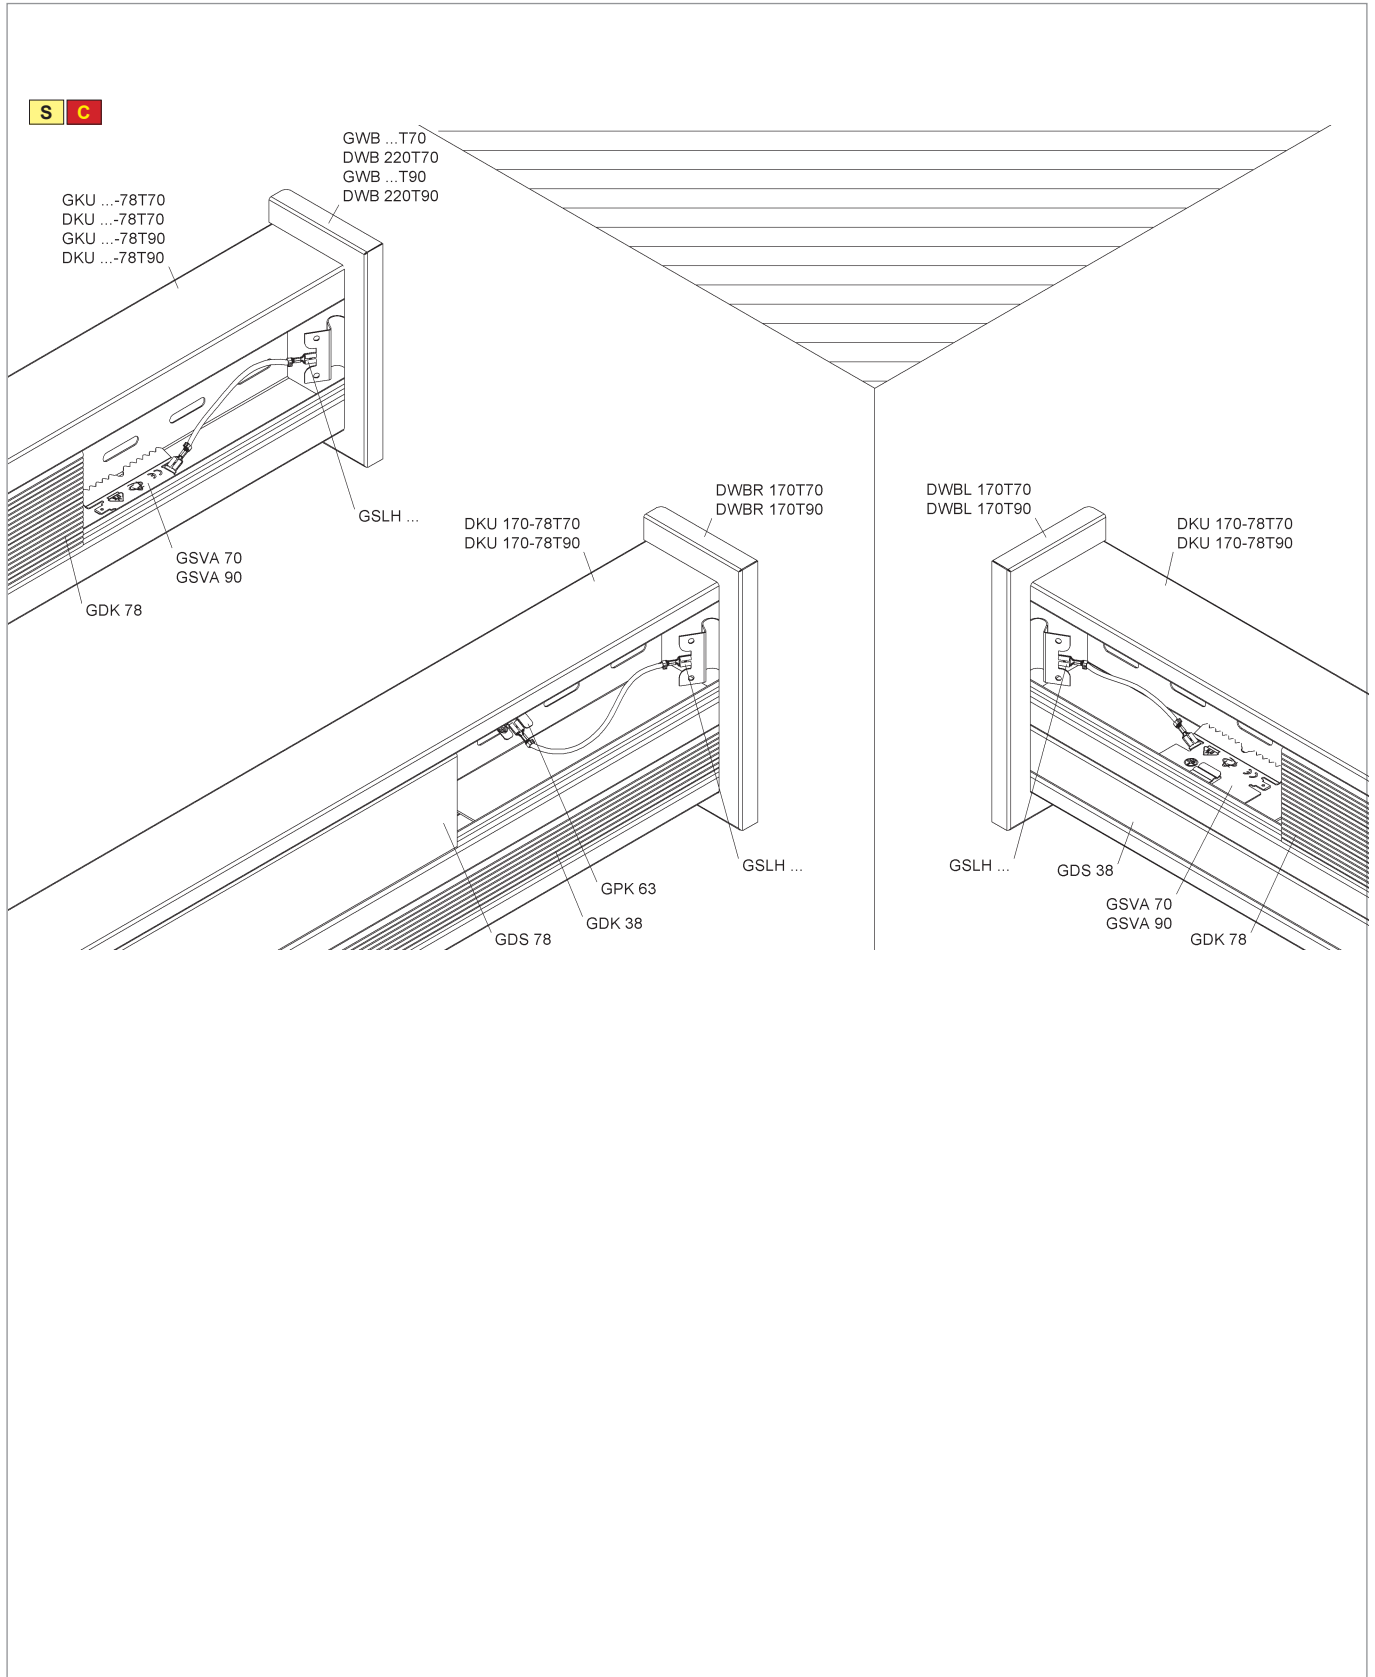 S C
GWB ...T70
DWB 220T70
GWB ...T90
DWB 220T90
GKU ...-78T70
DKU ...-78T70
GKU ...-78T90
DKU ...-78T90
GSLH ...
GSVA 70
GSVA 90
GDK 78
DWBR 170T70
DWBR 170T90
DKU 170-78T70
DKU 170-78T90
GSLH ...
GPK 63
GDK 38
GDS 78
DWBL 170T70
DWBL 170T90
DKU 170-78T70
DKU 170-78T90
GSLH ...
GDS 38
GSVA 70
GSVA 90
GDK 78